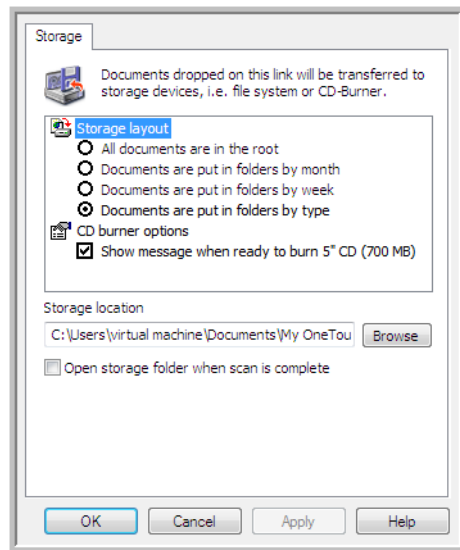 Storage
Documents dropped on this link will be transferred to
storage devices, i.e. file system or CD-Burner.
Storage layout
All documents are in the root
Documents are put in folders by month
Documents are put in folders by week
Documents are put in folders by type
CD burner options
Show message when ready to burn 5" CD (700 MB)
Storage location
C:\Users\virtual machine\Documents\My OneTou
Browse
Open storage folder when scan is complete
OK Cancel Apply Help